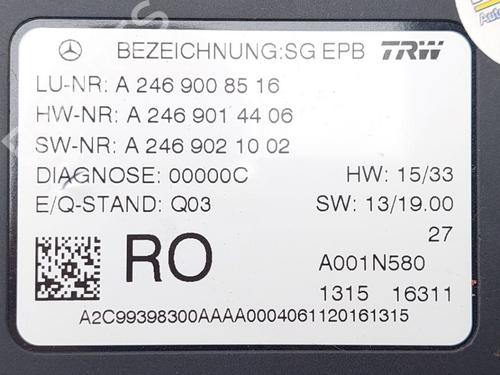 BEZEICHNUNG:SG EPB TRW
LU-NR: A 246 900 85 16
HW-NR: A 246 901 44 06
SW-NR: A 246 902 10 02
DIAGNOSE: 00000C HW: 15/33
E/Q-STAND: Q03 SW: 13/19.00
27
RO A001N580
1315 16311
A2C99398300AAAA0004061120161315